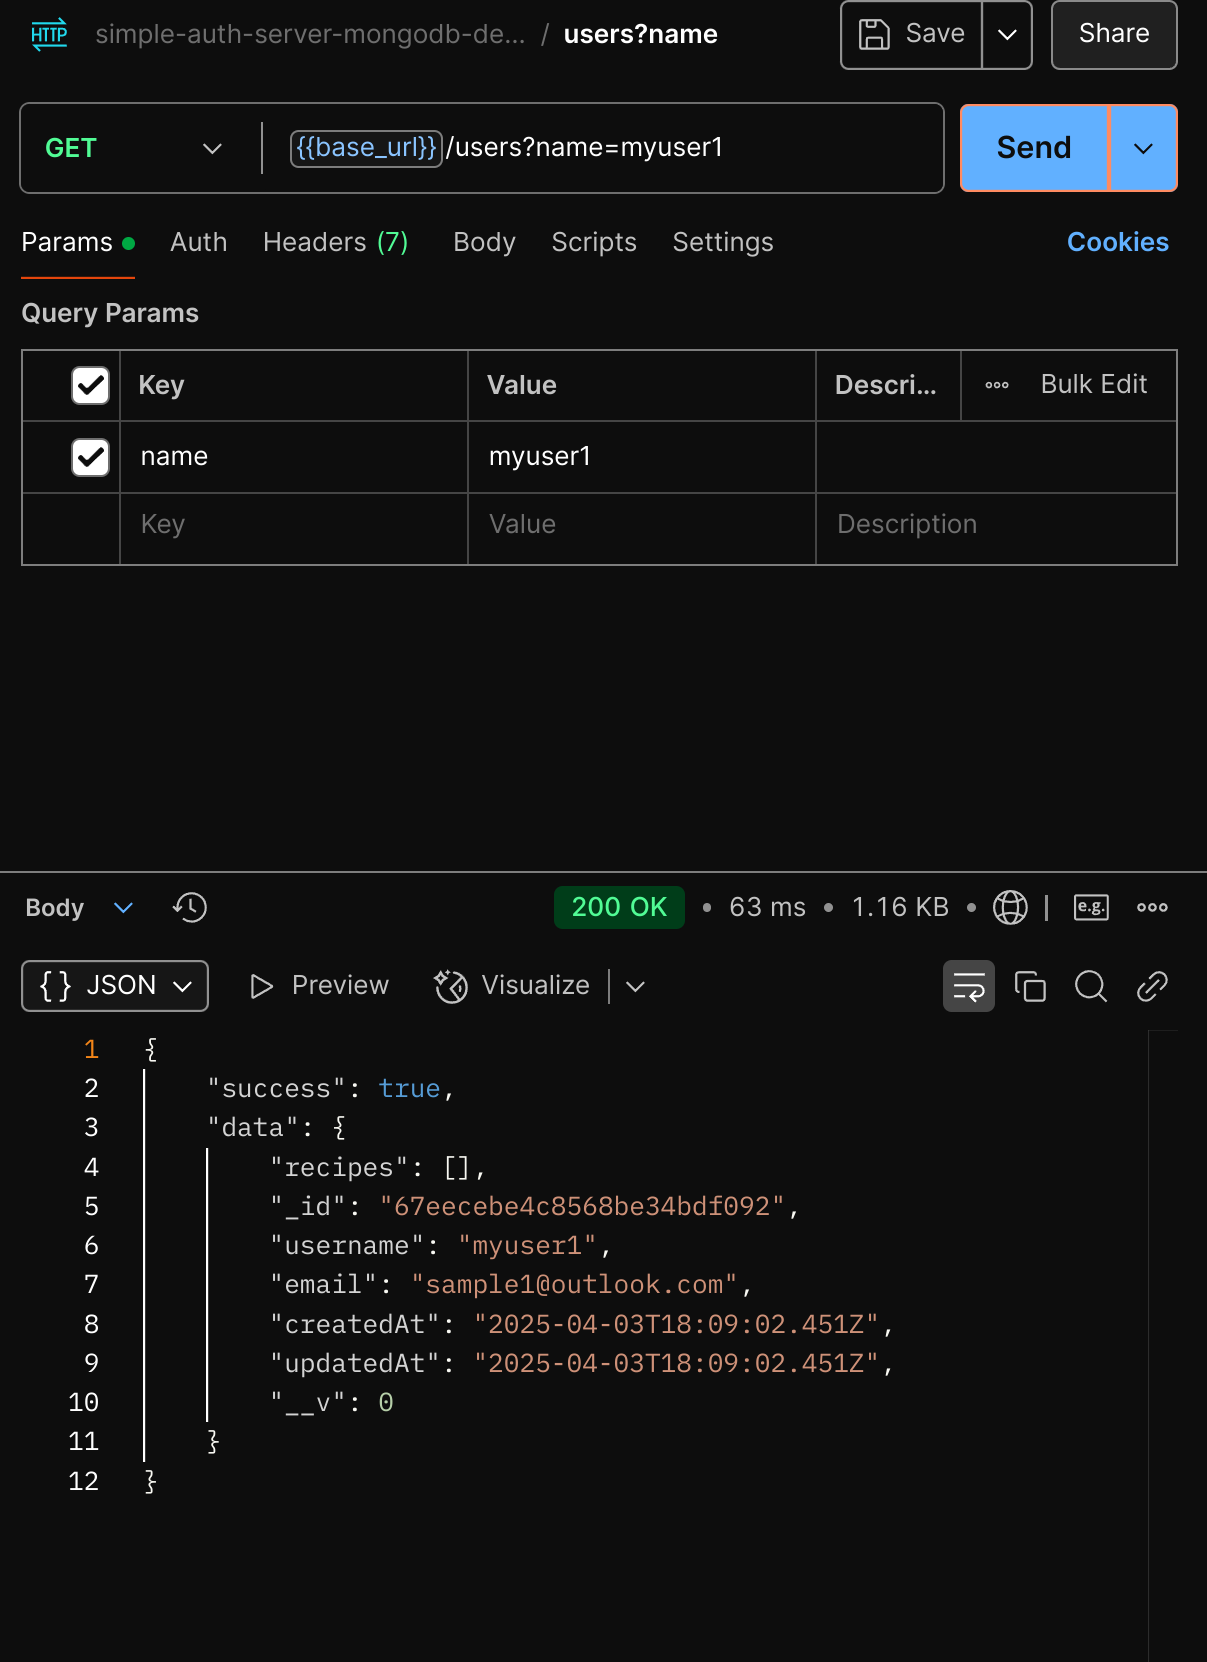 HTTP simple-auth-server-mongodb-de... / users?name Save Share
GET {{base_url}}/users?name=myuser1 Send
Params Auth Headers (7) Body Scripts Settings Cookies
Query Params
Key Value Descri... Bulk Edit
name myuser1
Key Value Description
Body 200 OK • 63 ms • 1.16 KB • e.g.
{} JSON Preview Visualize
1 {
2 "success": true,
3 "data": {
4 "recipes": [],
5 "_id": "67eecebe4c8568be34bdf092",
6 "username": "myuser1",
7 "email": "sample1@outlook.com",
8 "createdAt": "2025-04-03T18:09:02.451Z",
9 "updatedAt": "2025-04-03T18:09:02.451Z",
10 "__v": 0
11 }
12 }